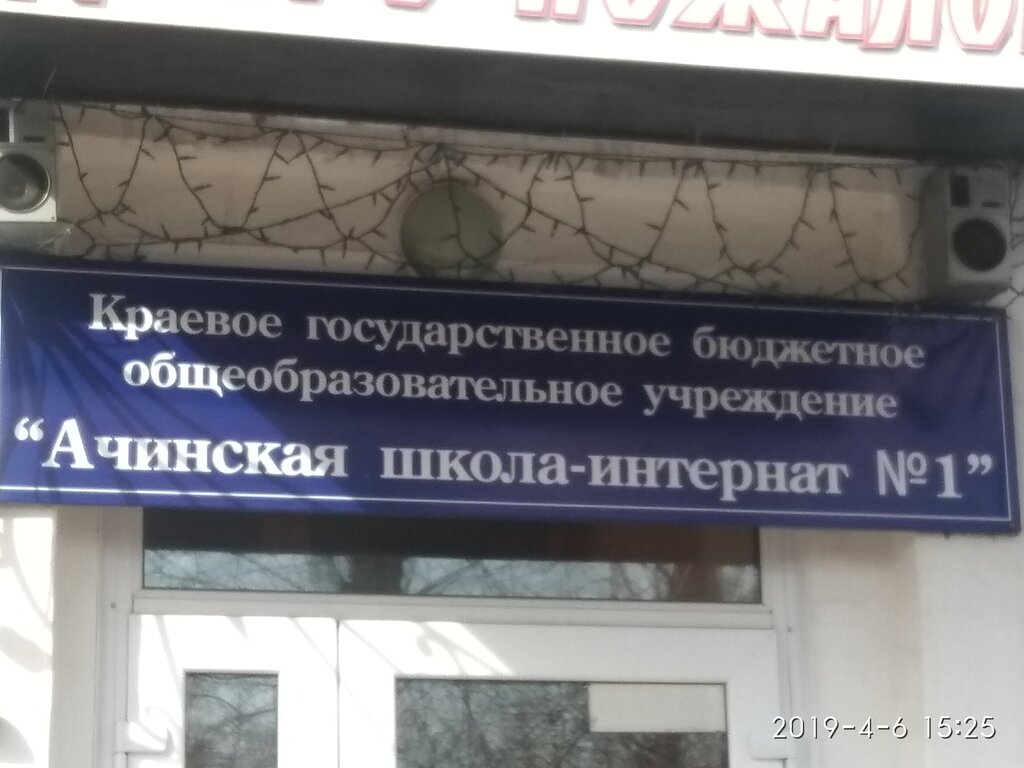 Краевое государственное бюджетное
общеобразовательное учреждение
“Ачинская школа-интернат №1”
2019-4-6 15:25